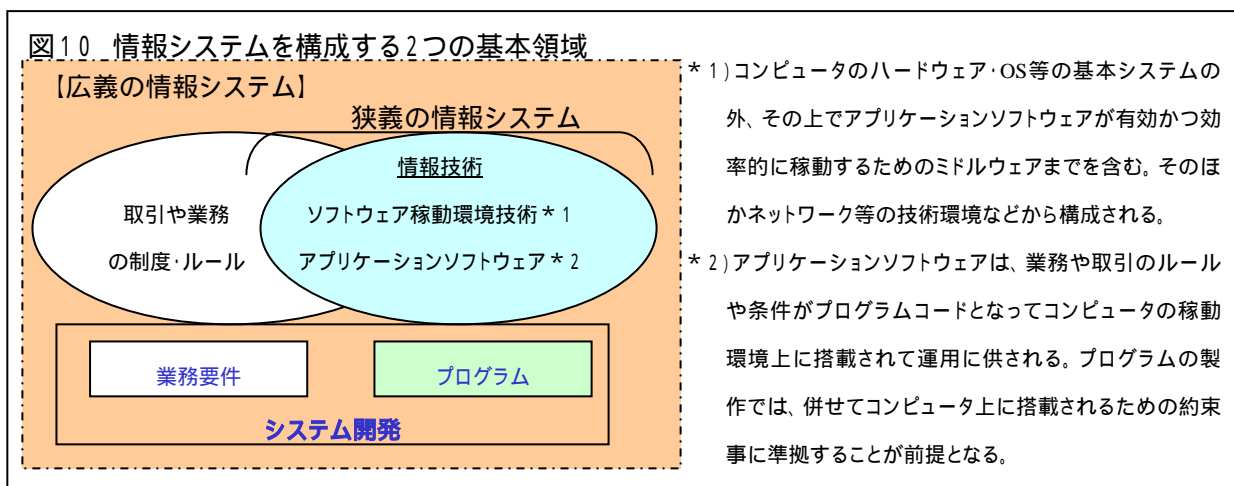 図10 情報システムを構成する2つの基本領域
【広義の情報システム】
狭義の情報システム
取引や業務
の制度・ルール
情報技術
ソフトウェア稼動環境技術＊1
アプリケーションソフトウェア＊2
業務要件
プログラム
システム開発
＊1)コンピュータのハードウェア・OS等の基本システムの
外、その上でアプリケーションソフトウェアが有効かつ効
率的に稼動するためのミドルウェアまでを含む。そのほ
かネットワーク等の技術環境などから構成される。
＊2)アプリケーションソフトウェアは、業務や取引のルール
や条件がプログラムコードとなってコンピュータの稼動
環境上に搭載されて運用に供される。プログラムの製
作では、併せてコンピュータ上に搭載されるための約束
事に準拠することが前提となる。